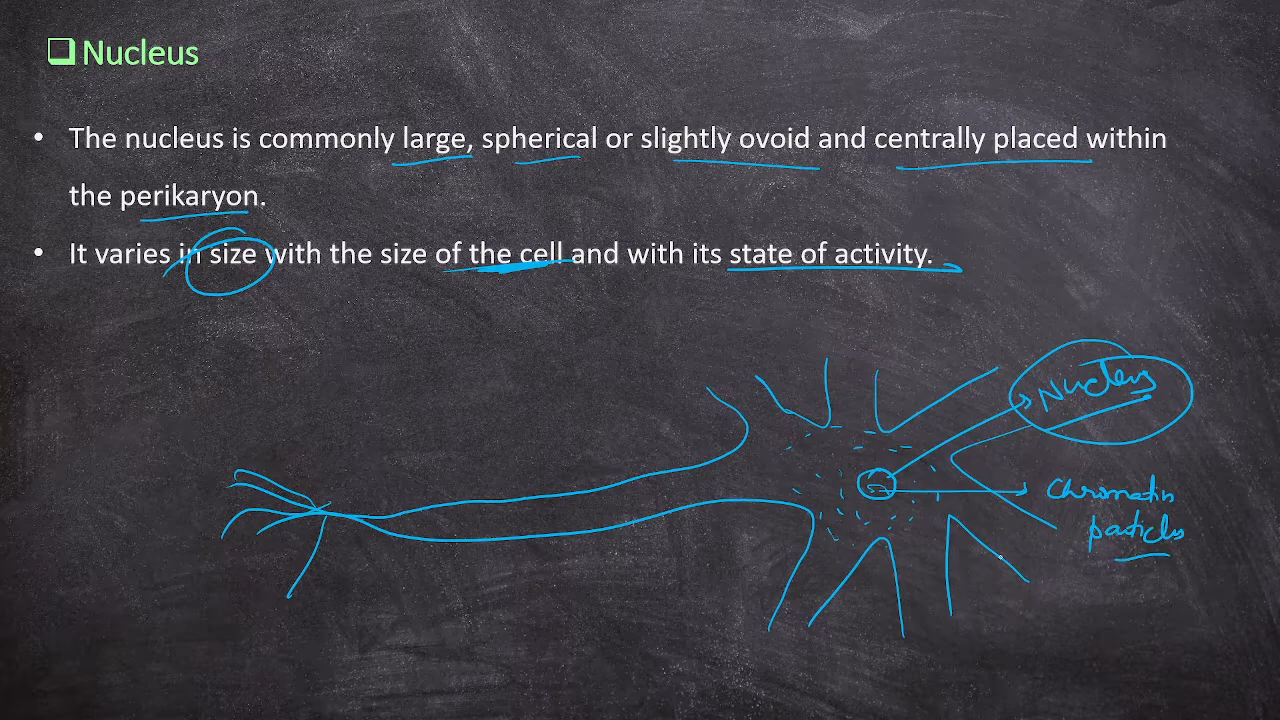 Nucleus
• The nucleus is commonly large, spherical or slightly ovoid and centrally placed within
the perikaryon.
• It varies in size with the size of the cell and with its state of activity.
Nucleus
Chromatin
particles